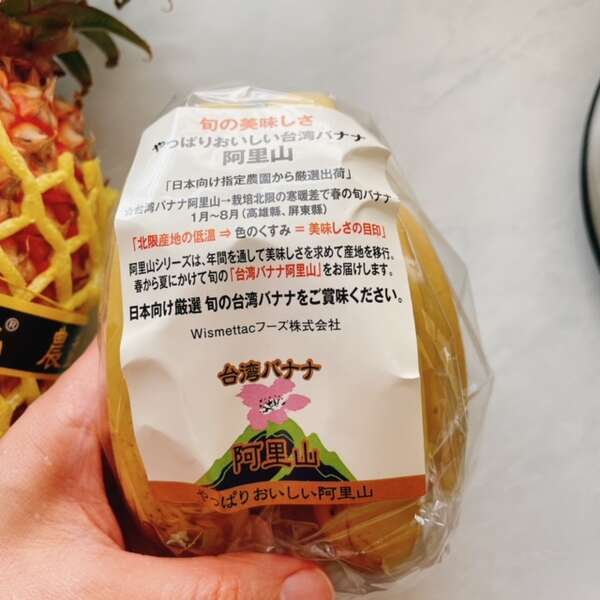 旬の美味しさ
やっぱりおいしい台湾バナナ
阿里山
「日本向け指定農園から厳選出荷」
☆台湾バナナ阿里山→栽培北限の寒暖差で春の旬バナナ
1月〜8月(高雄縣、屏東縣)
「北限産地の低温 ⇒ 色のくすみ = 美味しさの目印」
阿里山シリーズは、年間を通して美味しさを求めて産地を移行。
春から夏にかけて旬の「台湾バナナ阿里山」をお届けします。
日本向け厳選 旬の台湾バナナをご賞味ください。
Wismettacフーズ株式会社
台湾バナナ
阿里山
やっぱりおいしい阿里山
®
農